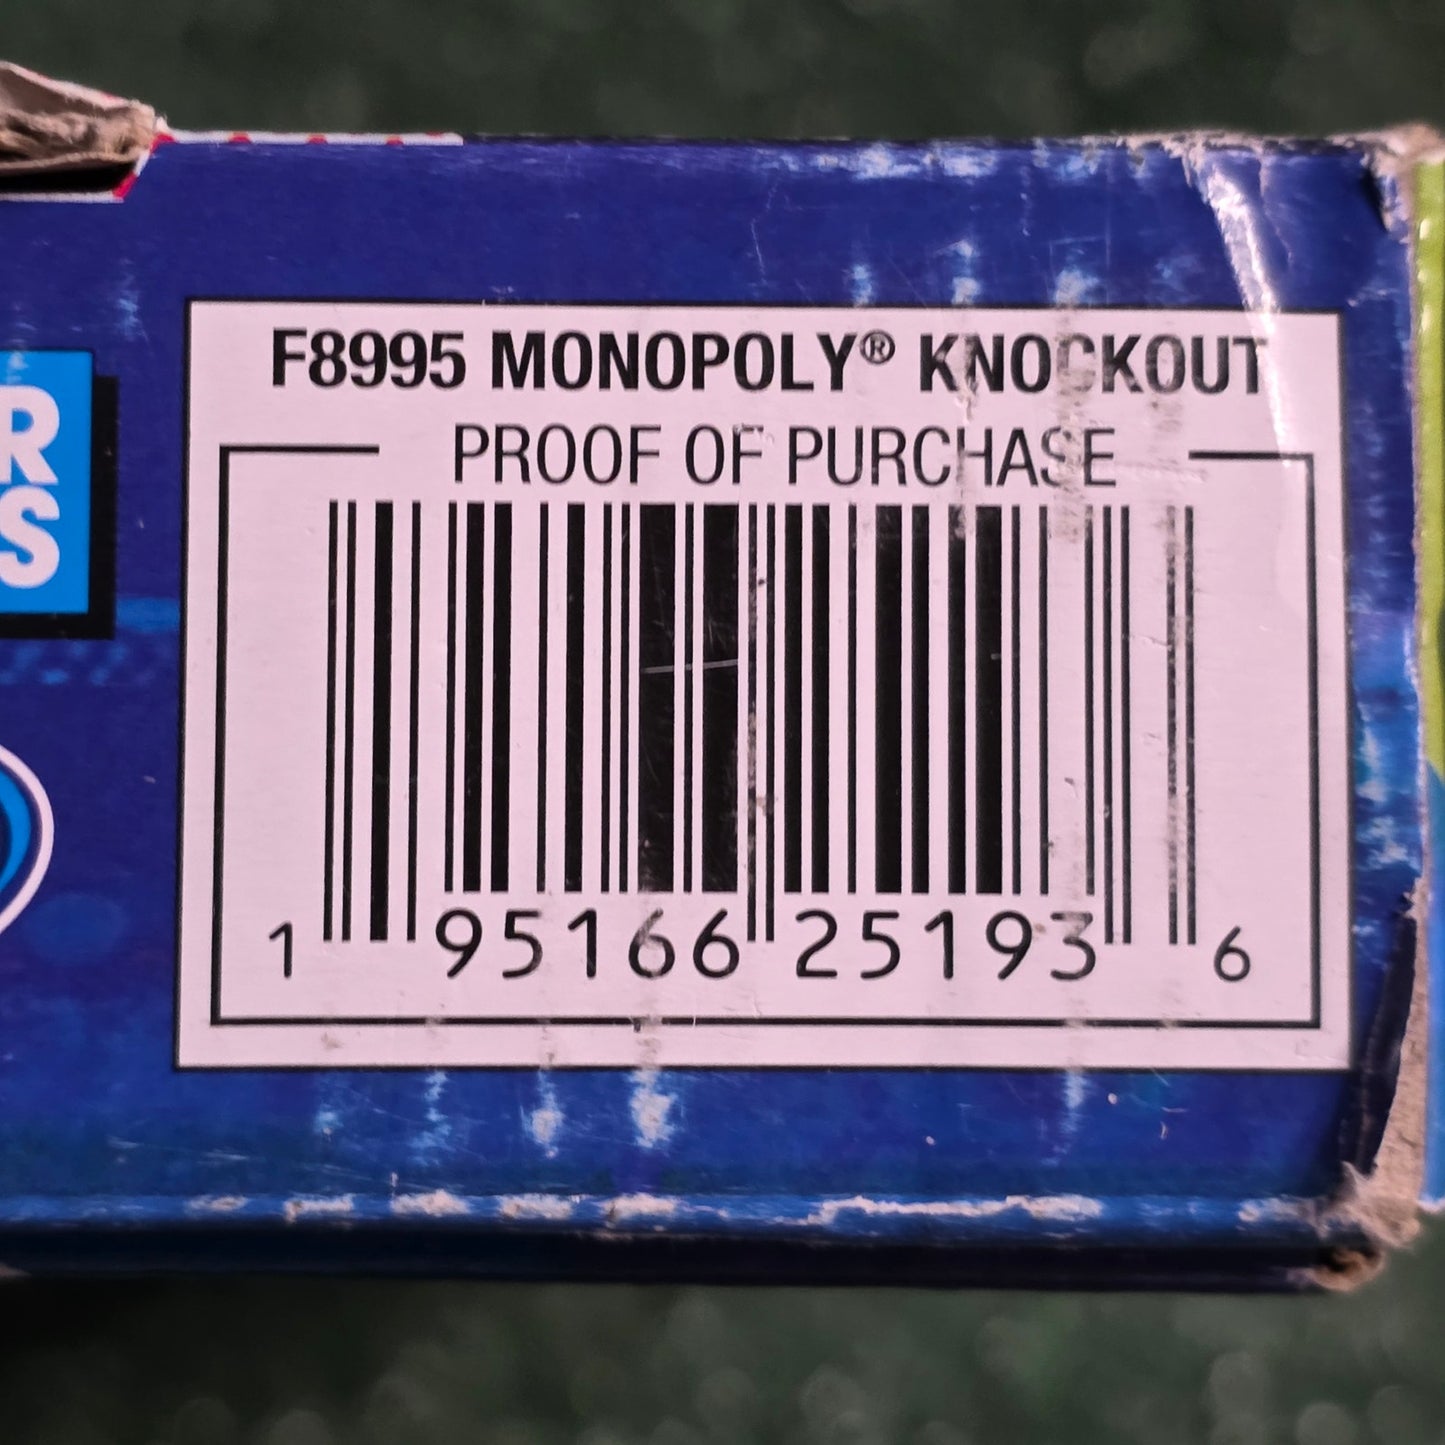 F8995 MONOPOLY® KNOCKOUT
PROOF OF PURCHASE
1 95166 25193 6
R
S